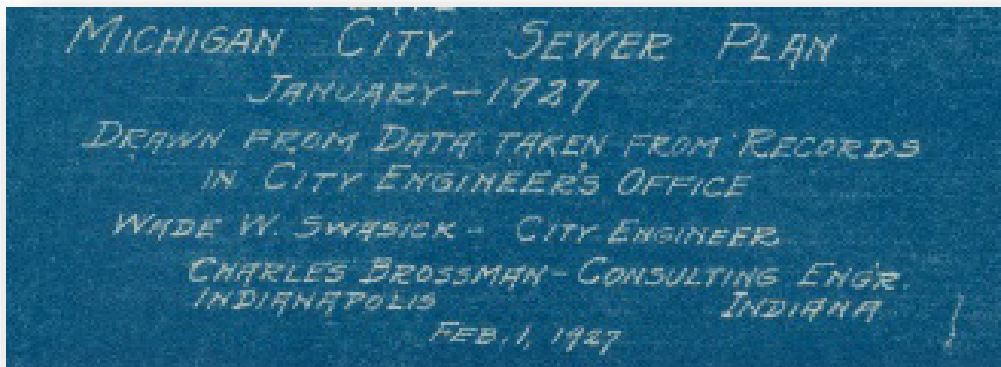 MICHIGAN CITY SEWER PLAN
JANUARY-1927
DRAWN FROM DATA TAKEN FROM RECORDS
IN CITY ENGINEER'S OFFICE
WADE W. SWASICK - CITY ENGINEER
CHARLES BROSSMAN - CONSULTING ENGR.
INDIANAPOLIS INDIANA
FEB. 1, 1927